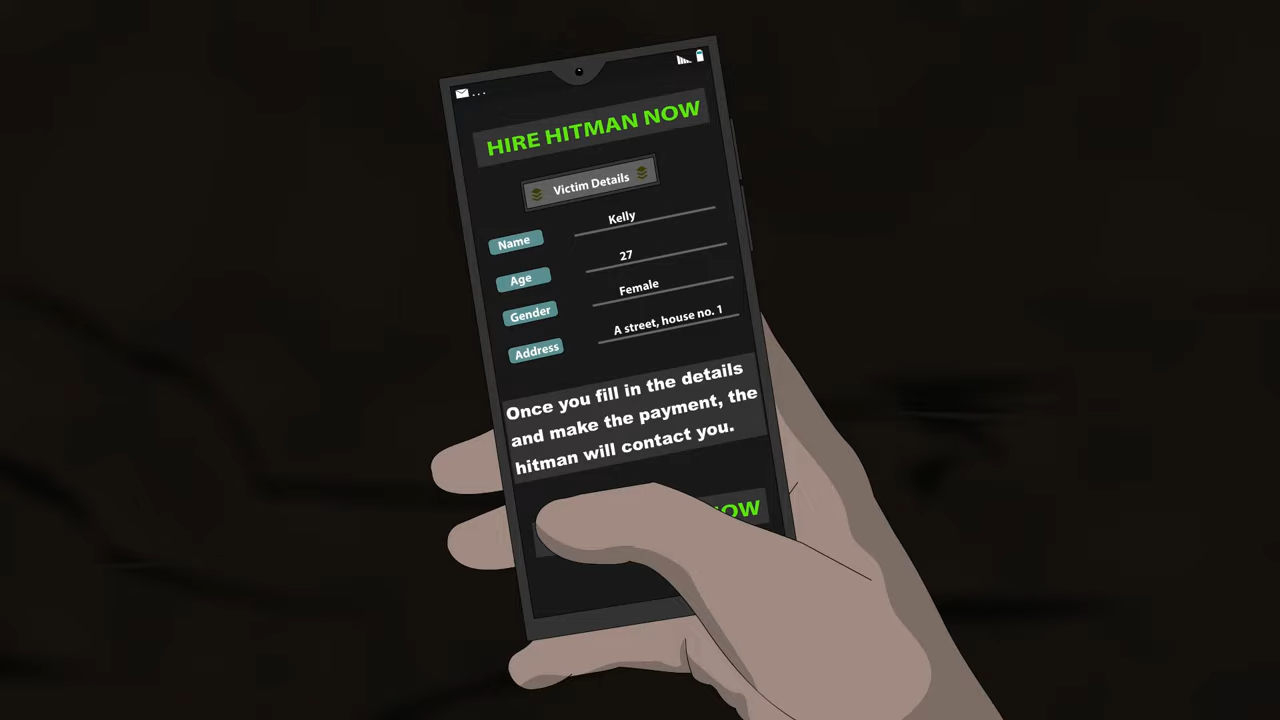 ...
HIRE HITMAN NOW
Victim Details
Name Kelly
Age 27
Gender Female
Address A street, house no. 1
Once you fill in the details
and make the payment, the
hitman will contact you.
NOW